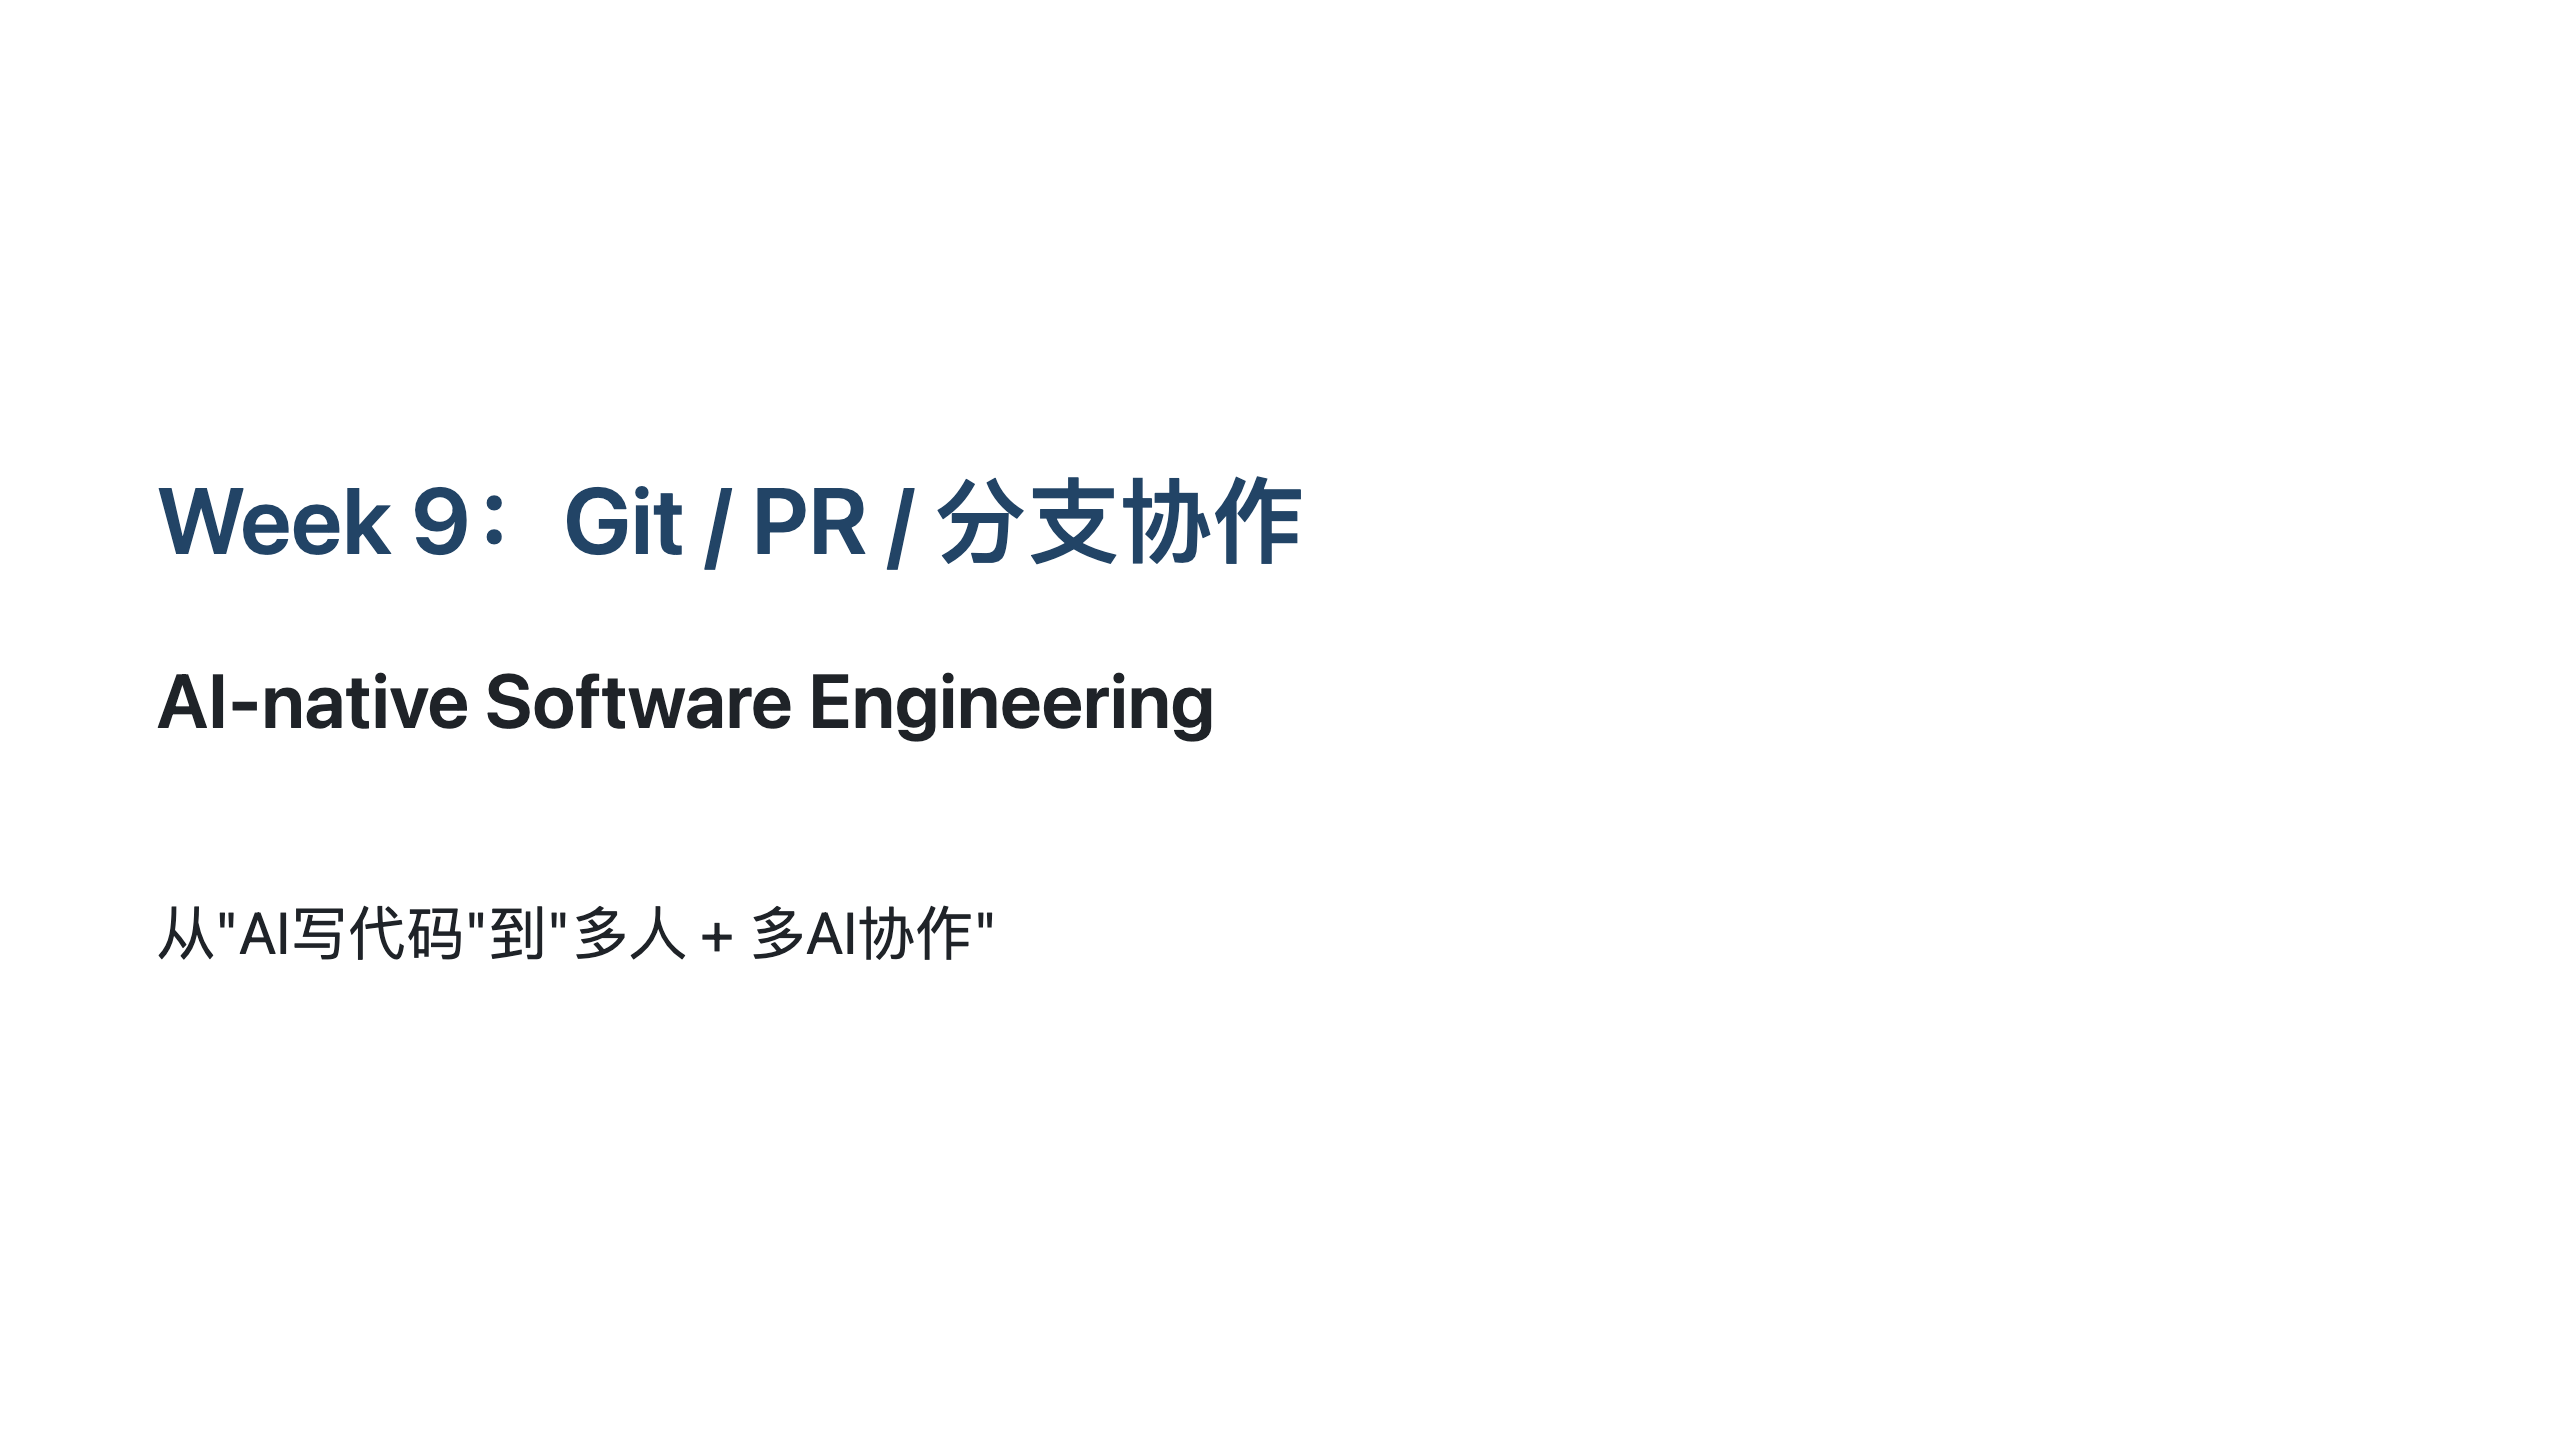 Week 9：Git / PR / 分支协作
AI-native Software Engineering
从"AI写代码"到"多人 + 多AI协作"